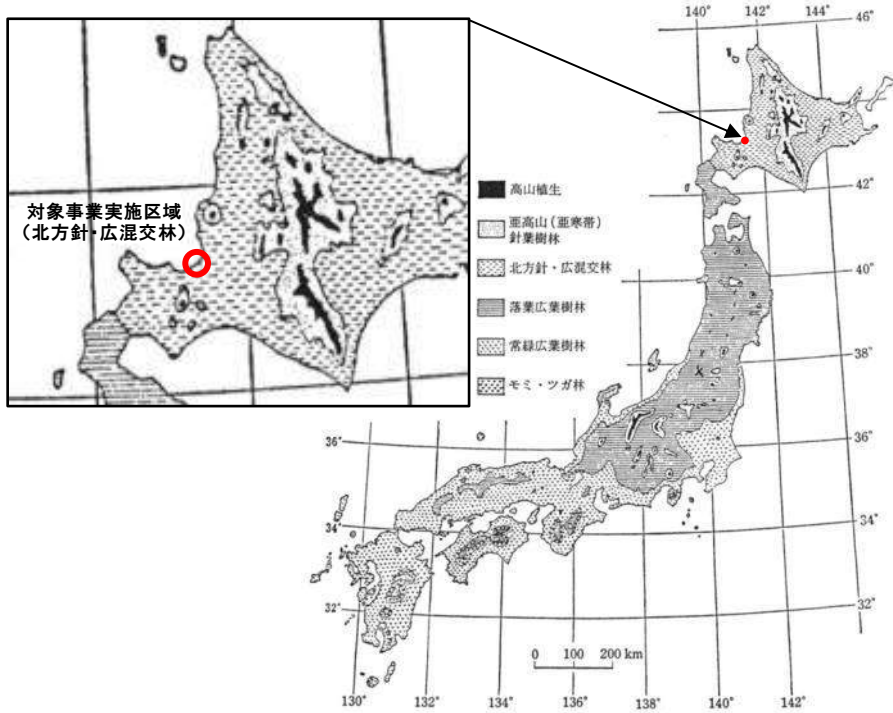 140° 142° 144° 46°
対象事業実施区域
（北方針・広混交林）
高山植生
亜高山（亜寒帯）
針葉樹林
北方針・広混交林
落葉広葉樹林
常緑広葉樹林
モミ・ツガ林
44°
42°
40°
38°
36° 36°
34° 34°
32° 32°
0 100 200 km
130° 132° 134° 136° 138° 140° 142°